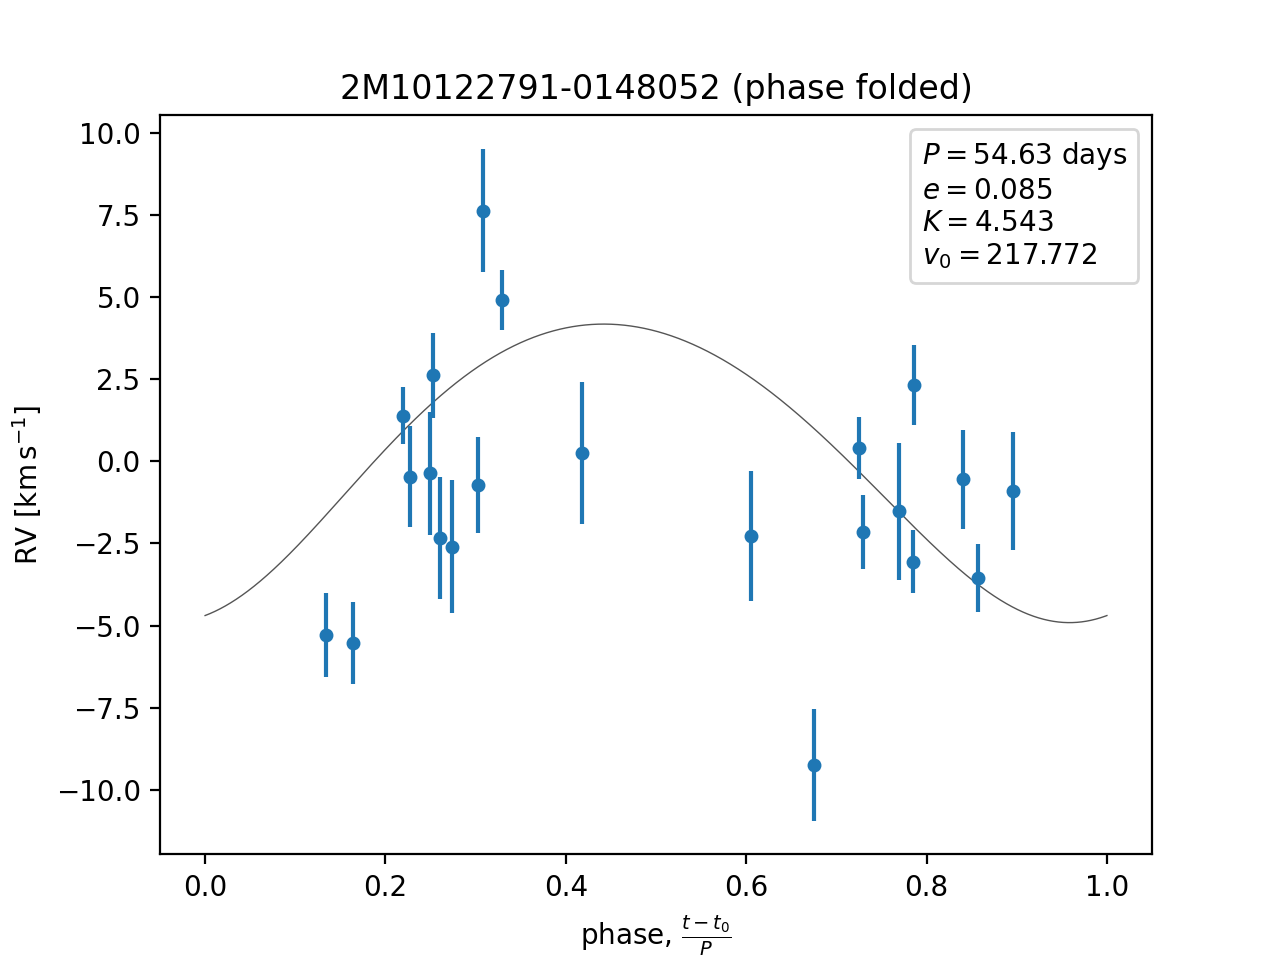 2M10122791-0148052 (phase folded)
P = 54.63 days
e = 0.085
K = 4.543
v₀ = 217.772
10.0
7.5
5.0
2.5
0.0
−2.5
−5.0
−7.5
−10.0
RV [km s⁻¹]
0.0 0.2 0.4 0.6 0.8 1.0
phase, (t − t₀)/P